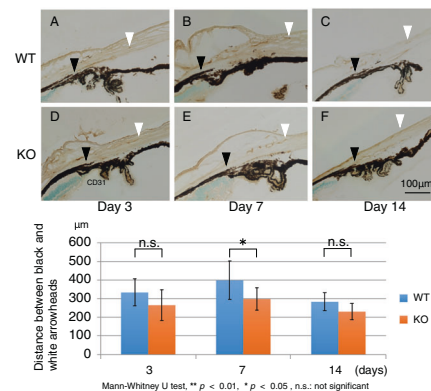 A B C
WT
D E F
KO
CD31
100μm
Day 3 Day 7 Day 14
μm
Distance between black and
white arrowheads
600
500
400
300
200
100
0
n.s. * n.s.
WT
KO
3 7 14 (days)
Mann-Whitney U test, ** p < 0.01, * p < 0.05 , n.s.: not significant